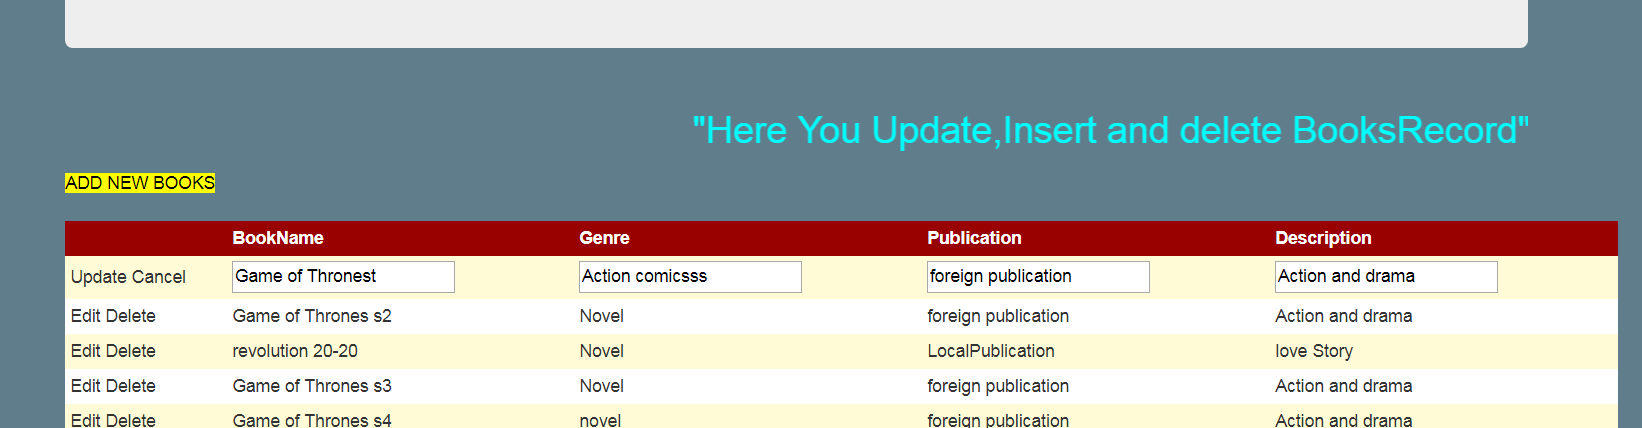 "Here You Update,Insert and delete BooksRecord"
ADD NEW BOOKS
BookName Genre Publication Description
Update Cancel Game of Thronest Action comicsss foreign publication Action and drama
Edit Delete Game of Thrones s2 Novel foreign publication Action and drama
Edit Delete revolution 20-20 Novel LocalPublication love Story
Edit Delete Game of Thrones s3 Novel foreign publication Action and drama
Edit Delete Game of Thrones s4 novel foreign publication Action and drama